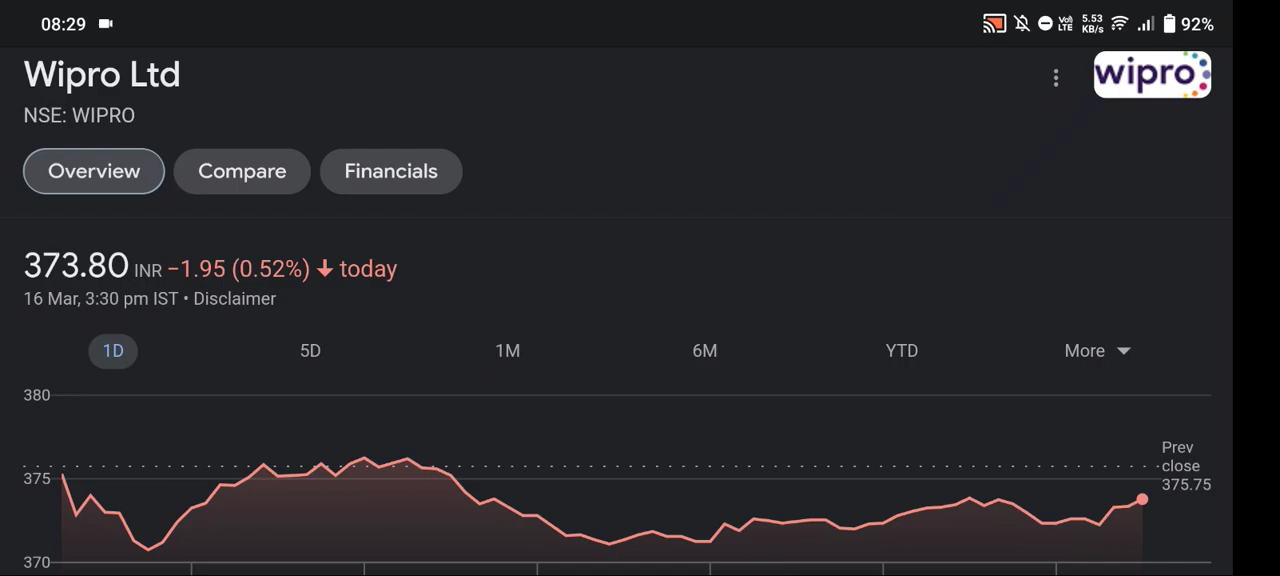 08:29
Vo) LTE 5.53 KB/s 92%
Wipro Ltd
wipro
NSE: WIPRO
Overview Compare Financials
373.80 INR −1.95 (0.52%) ↓ today
16 Mar, 3:30 pm IST • Disclaimer
1D 5D 1M 6M YTD More
380
Prev
close
375.75
375
370